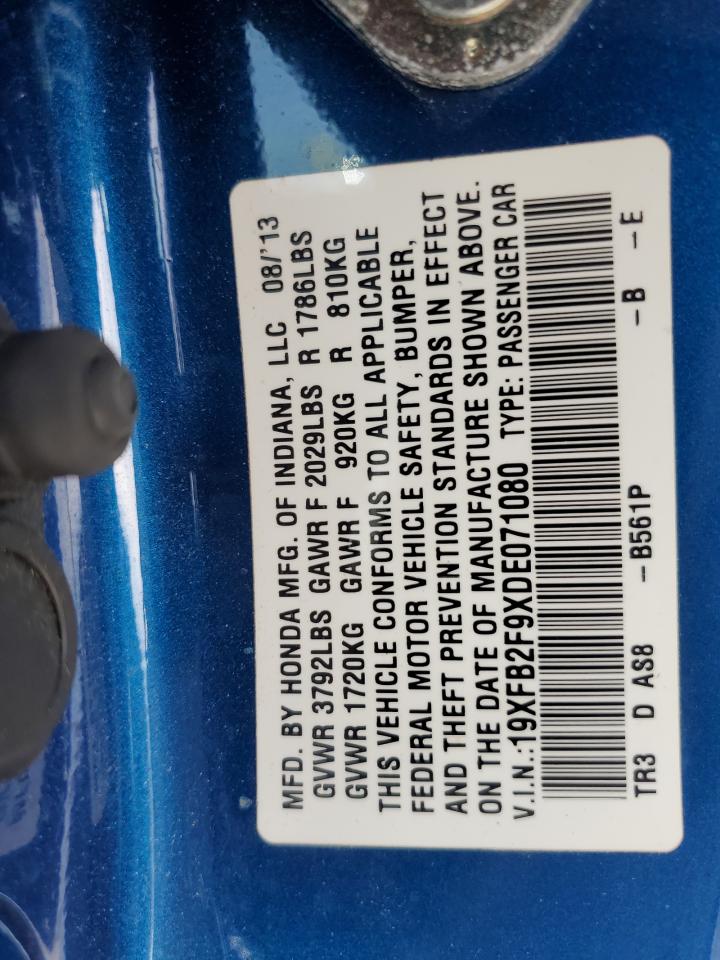 MFD. BY HONDA MFG. OF INDIANA, LLC 08/'13
GVWR 3792LBS GAWR F 2029LBS R 1786LBS
GVWR 1720KG GAWR F 920KG R 810KG
THIS VEHICLE CONFORMS TO ALL APPLICABLE
FEDERAL MOTOR VEHICLE SAFETY, BUMPER,
AND THEFT PREVENTION STANDARDS IN EFFECT
ON THE DATE OF MANUFACTURE SHOWN ABOVE.
V.I.N.:19XFB2F9XDE071080 TYPE: PASSENGER CAR
TR3 D AS8 -B561P -B -E